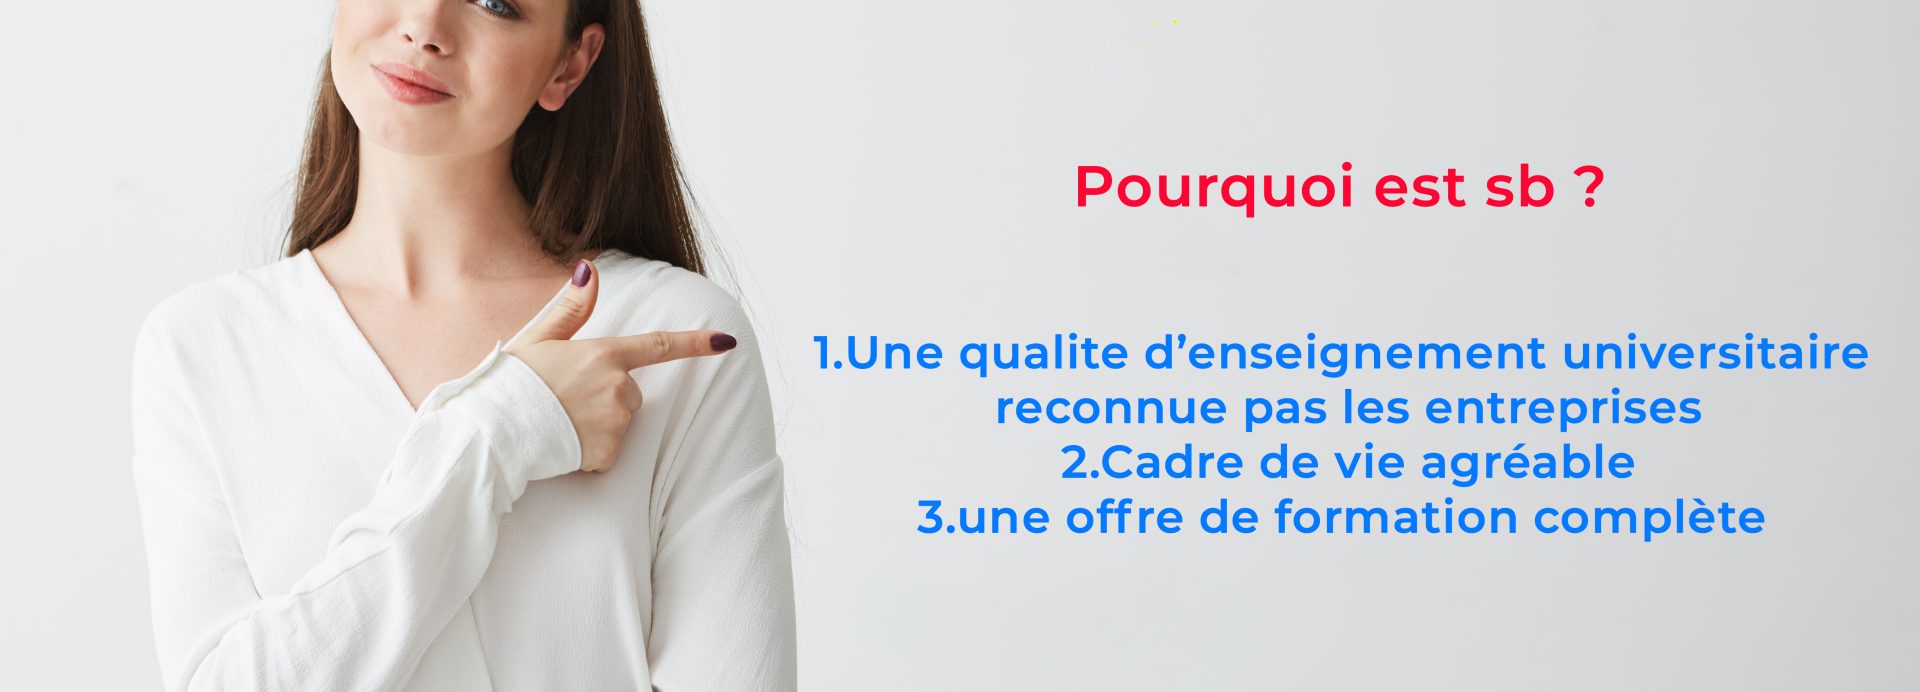 Pourquoi est sb ?
1.Une qualite d’enseignement universitaire
reconnue pas les entreprises
2.Cadre de vie agréable
3.une offre de formation complète